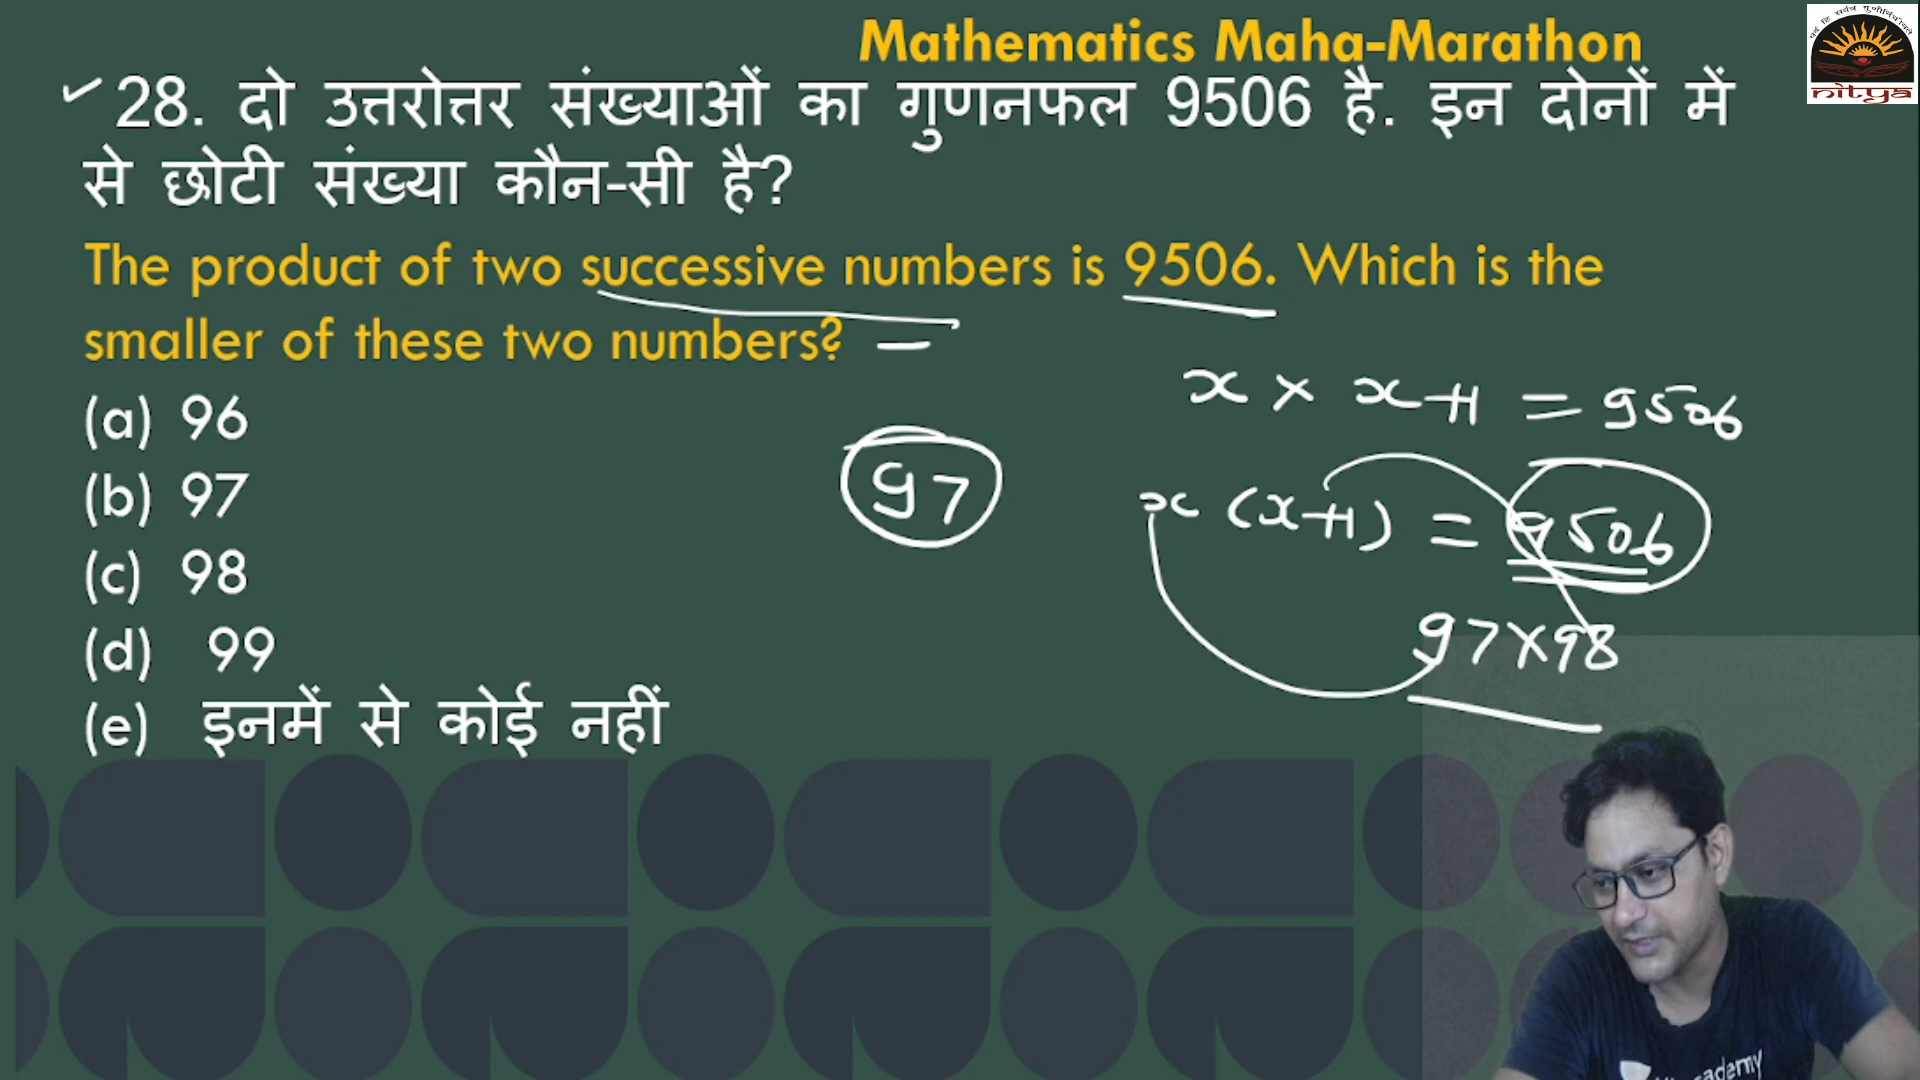 Mathematics Maha-Marathon
28. दो उत्तरोत्तर संख्याओं का गुणनफल 9506 है. इन दोनों में
से छोटी संख्या कौन-सी है?
The product of two successive numbers is 9506. Which is the
smaller of these two numbers?
(a) 96
(b) 97
(c) 98
(d) 99
(e) इनमें से कोई नहीं
97
x × x+1 = 9506
x (x+1) = 9506
97×98
nitya